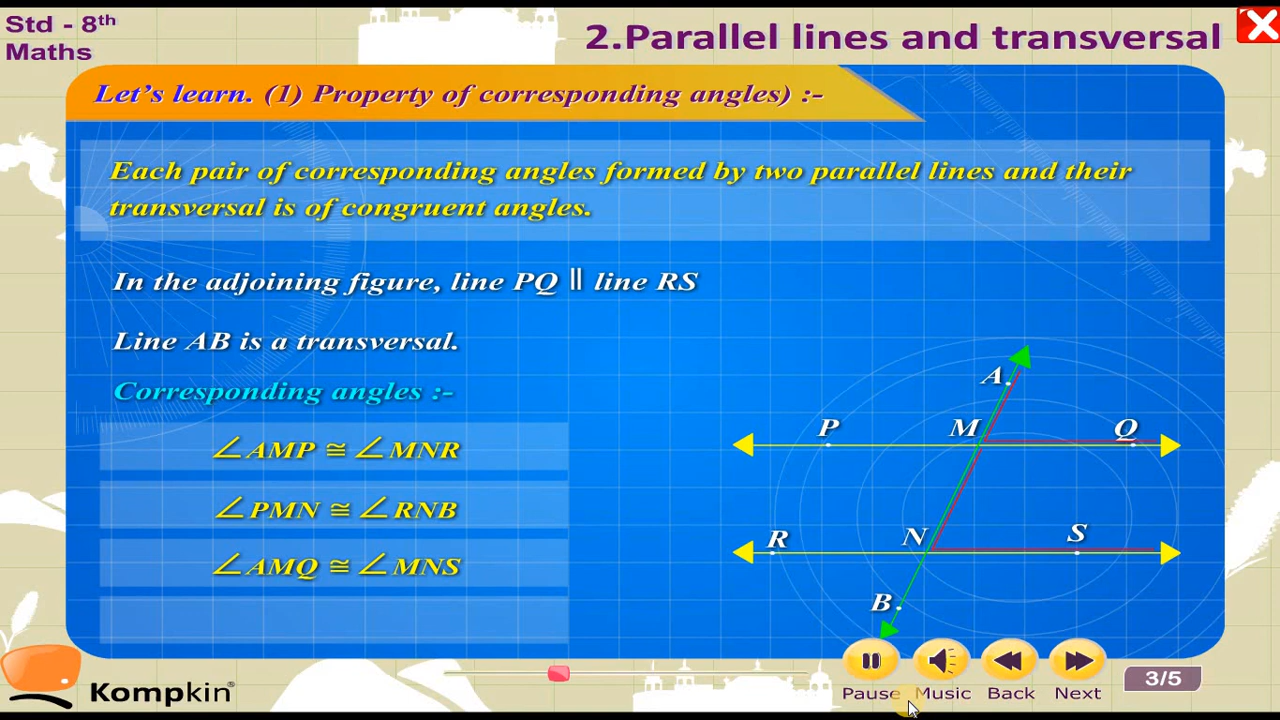 Std - 8th
Maths
2.Parallel lines and transversal
Let's learn. (1) Property of corresponding angles) :-
Each pair of corresponding angles formed by two parallel lines and their
transversal is of congruent angles.
In the adjoining figure, line PQ ∥ line RS
Line AB is a transversal.
Corresponding angles :-
∠AMP ≅ ∠MNR
∠PMN ≅ ∠RNB
∠AMQ ≅ ∠MNS
A
P M Q
R N S
B
Kompkin®
Pause Music Back Next
3/5